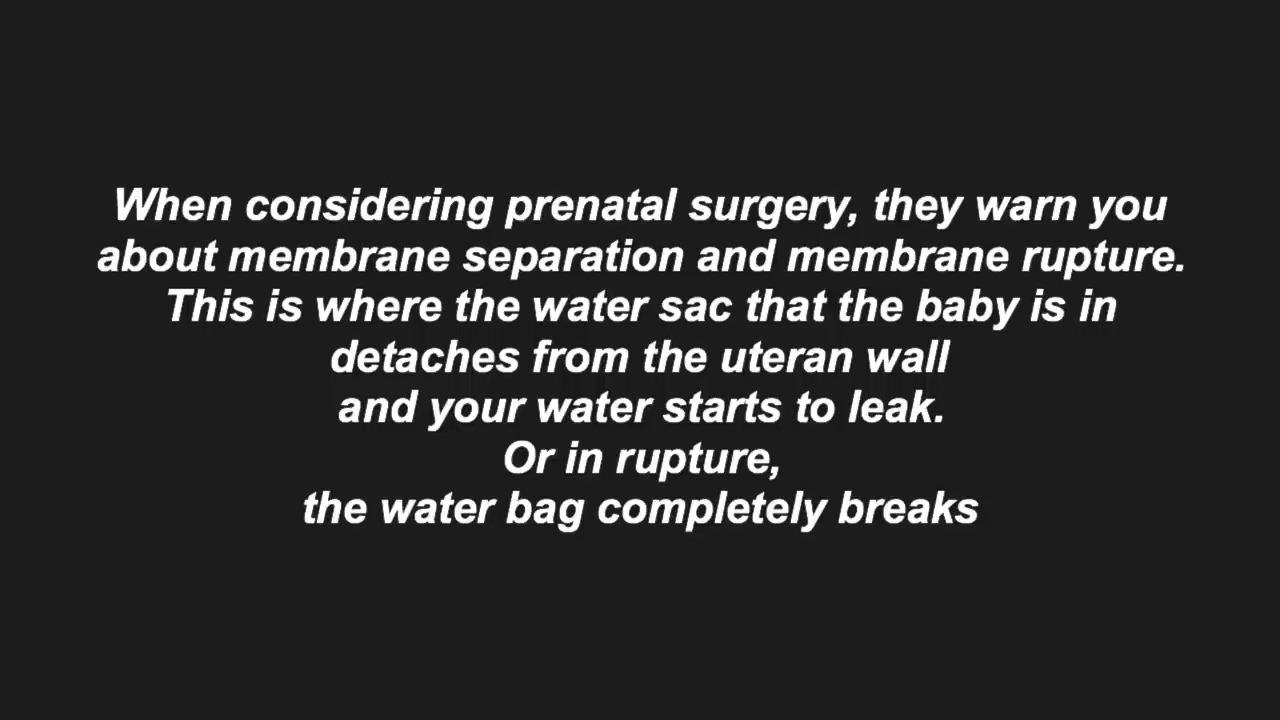 When considering prenatal surgery, they warn you
about membrane separation and membrane rupture.
This is where the water sac that the baby is in
detaches from the uteran wall
and your water starts to leak.
Or in rupture,
the water bag completely breaks